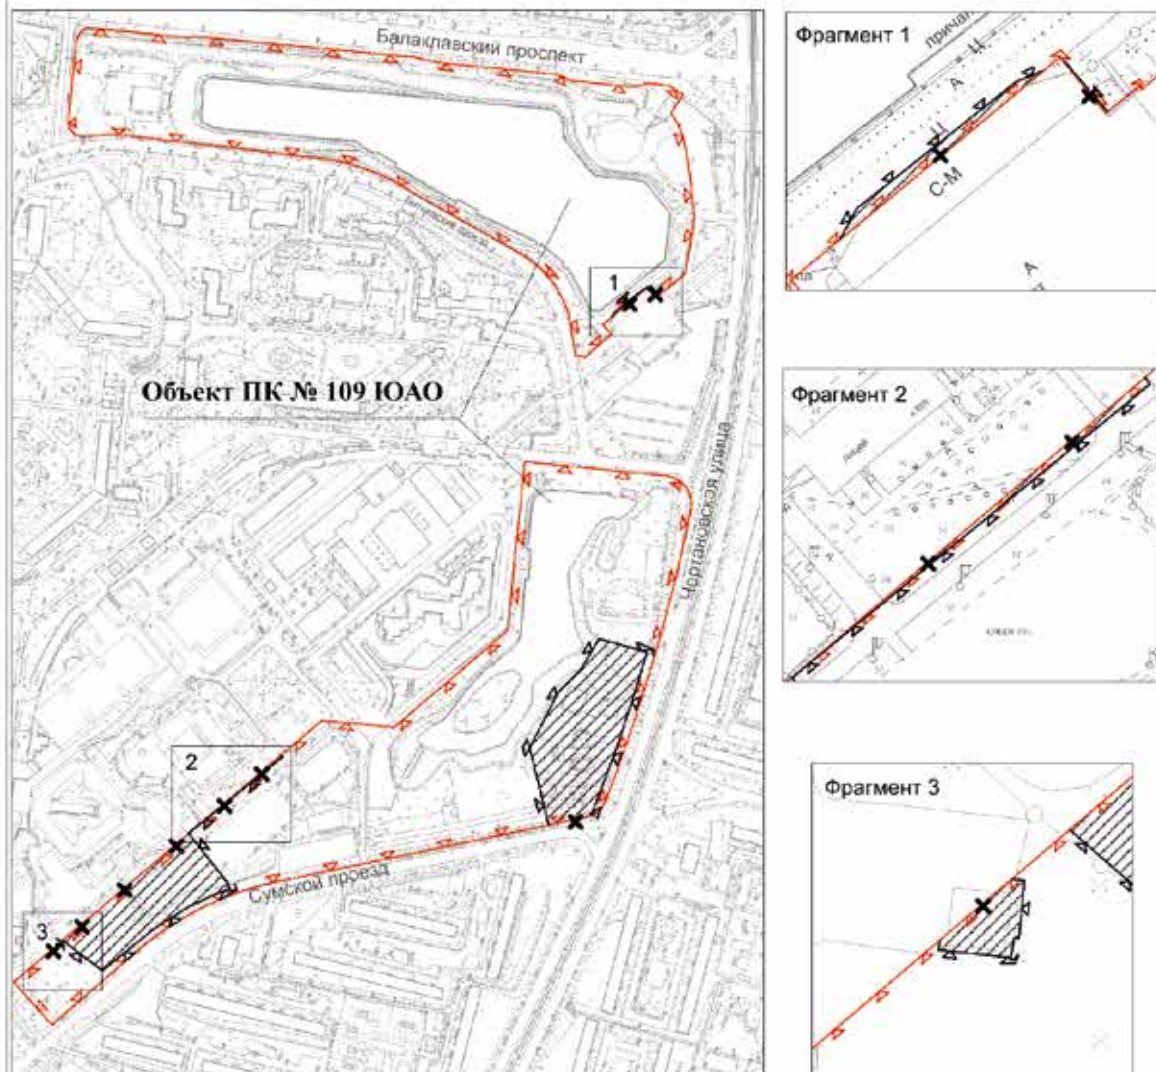 Балаклавский проспект
1
Объект ПК № 109 ЮАО
Чертановская улица
2
Сумской проезд
3
Фрагмент 1
причал
Ц
А
Ц
С-М
А
Фрагмент 2
лицей
Фрагмент 3